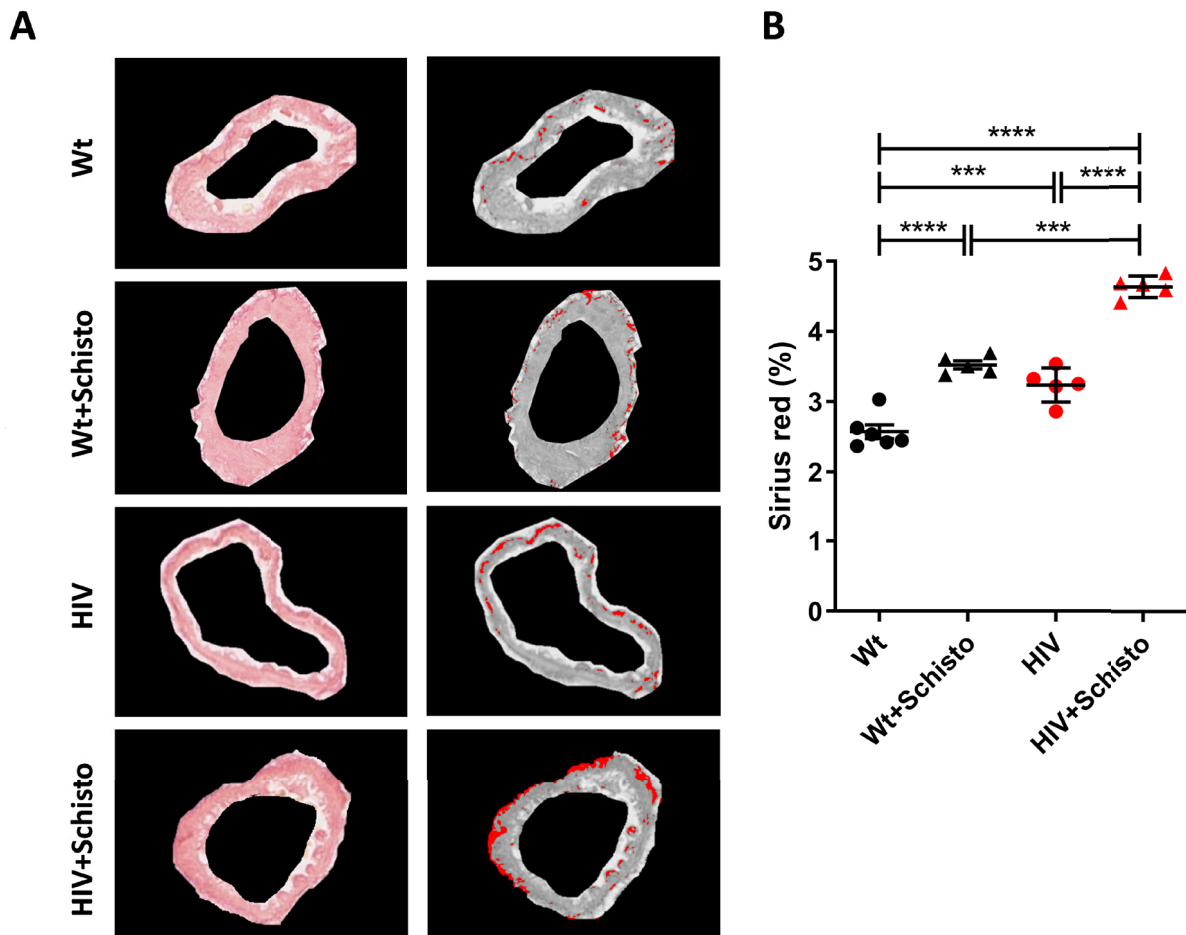 A
B
Wt
Wt+Schisto
HIV
HIV+Schisto
****
*** ****
**** ***
5
4
3
2
1
0
Sirius red (%)
Wt
Wt+Schisto
HIV
HIV+Schisto